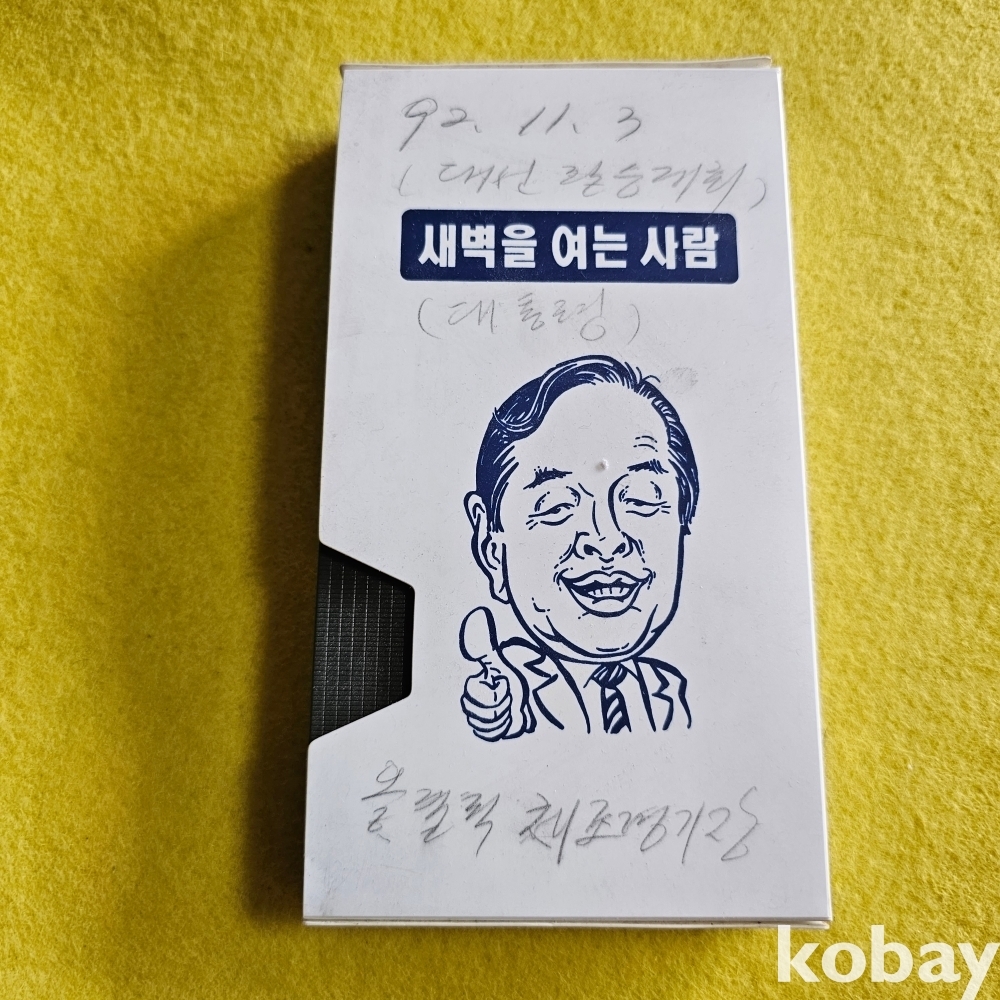 92. 11. 3
(대선 필승계획)
새벽을 여는 사람
(대통령)
올림픽 체조경기장
kobay